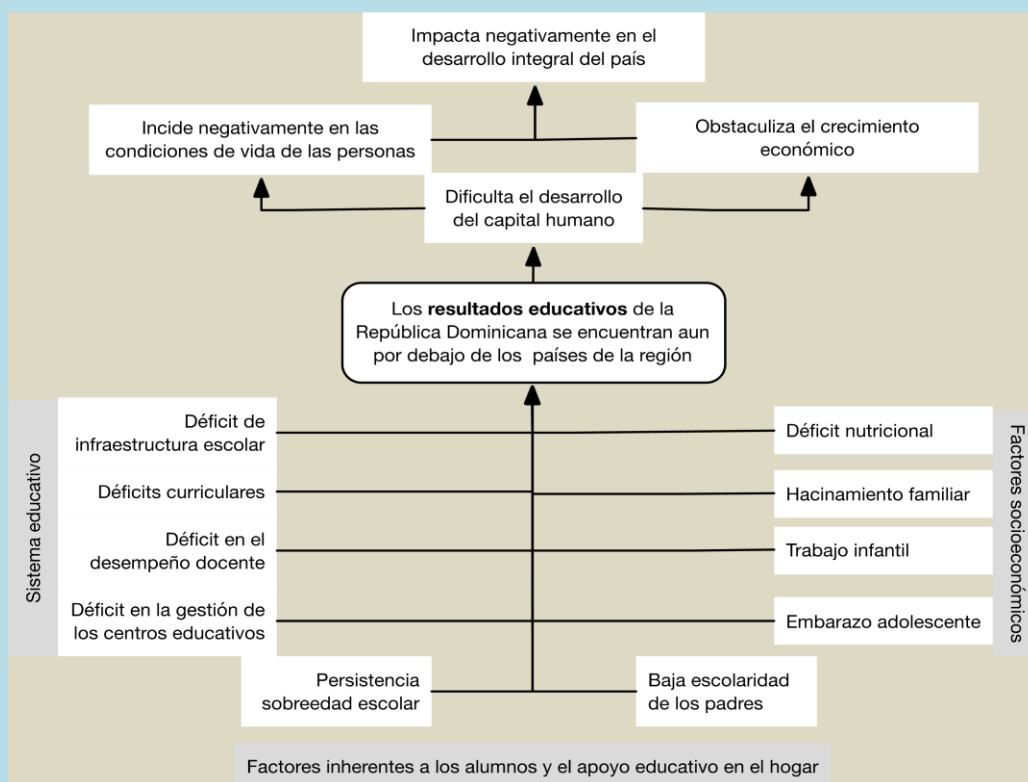 Impacta negativamente en el
desarrollo integral del país
Incide negativamente en las
condiciones de vida de las personas
Obstaculiza el crecimiento
económico
Dificulta el desarrollo
del capital humano
Los resultados educativos de la
República Dominicana se encuentran aun
por debajo de los países de la región
Sistema educativo
Déficit de
infraestructura escolar
Déficits curriculares
Déficit en el
desempeño docente
Déficit en la gestión de
los centros educativos
Déficit nutricional
Hacinamiento familiar
Trabajo infantil
Embarazo adolescente
Factores socioeconómicos
Persistencia
sobreedad escolar
Baja escolaridad
de los padres
Factores inherentes a los alumnos y el apoyo educativo en el hogar